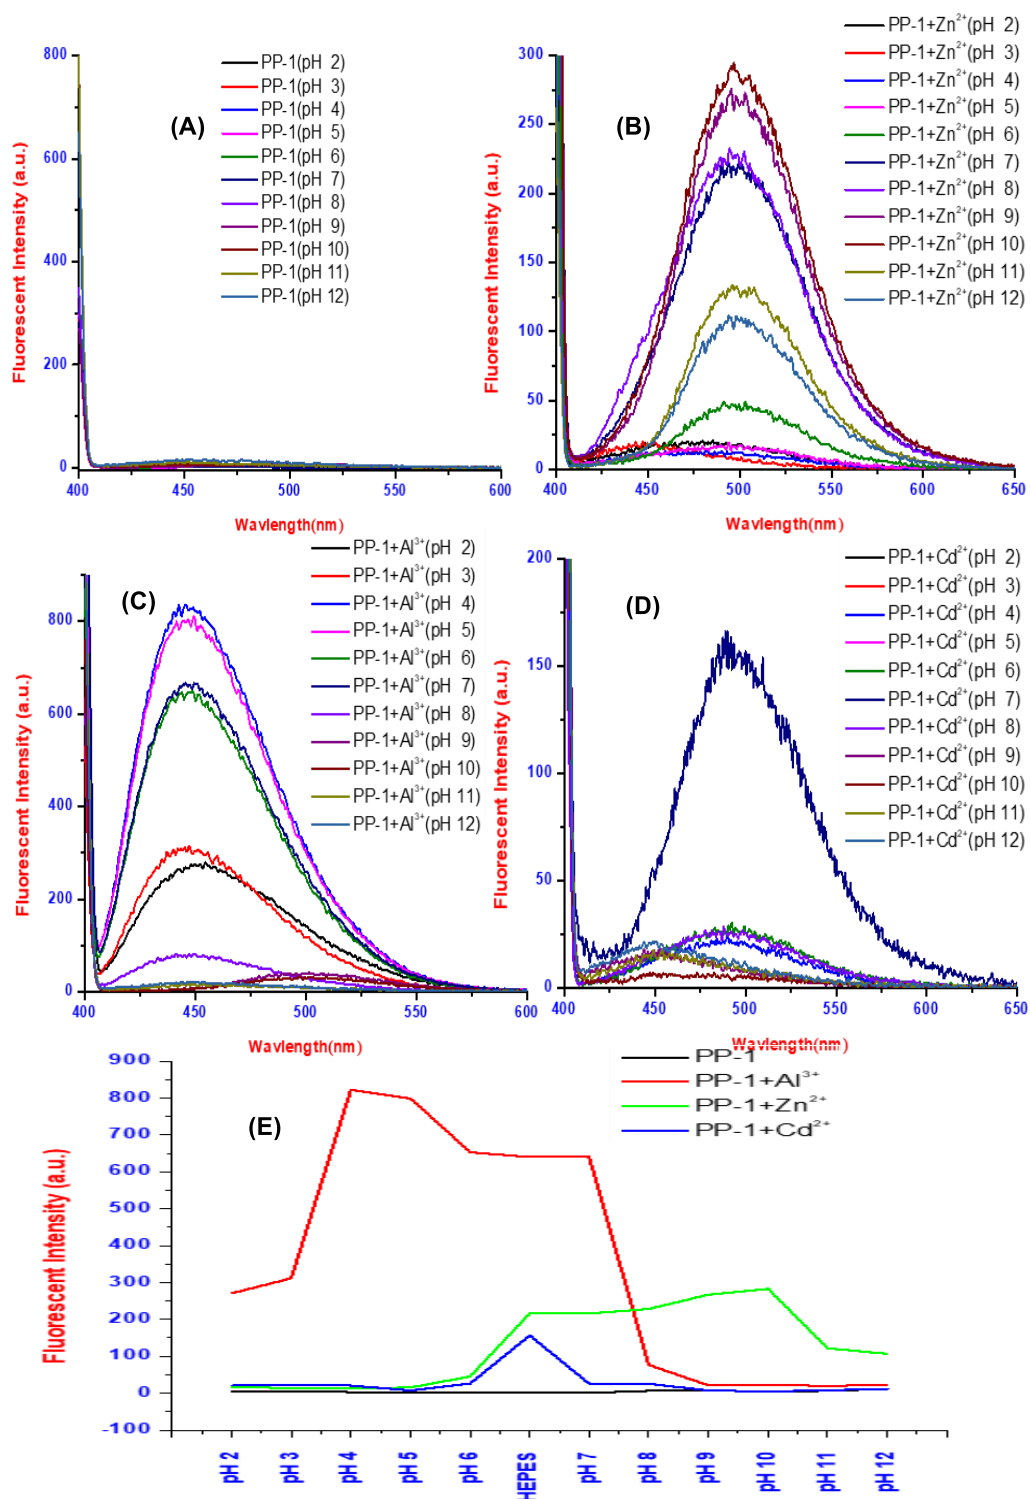 (A)
Fluorescent Intensity (a.u.)
800
600
400
200
0
400
450
500
550
600
Wavlength(nm)
PP-1(pH 2)
PP-1(pH 3)
PP-1(pH 4)
PP-1(pH 5)
PP-1(pH 6)
PP-1(pH 7)
PP-1(pH 8)
PP-1(pH 9)
PP-1(pH 10)
PP-1(pH 11)
PP-1(pH 12)
(B)
Fluorescent Intensity (a.u.)
300
250
200
150
100
50
0
400
450
500
550
600
650
Wavlength(nm)
PP-1+Zn²⁺(pH 2)
PP-1+Zn²⁺(pH 3)
PP-1+Zn²⁺(pH 4)
PP-1+Zn²⁺(pH 5)
PP-1+Zn²⁺(pH 6)
PP-1+Zn²⁺(pH 7)
PP-1+Zn²⁺(pH 8)
PP-1+Zn²⁺(pH 9)
PP-1+Zn²⁺(pH 10)
PP-1+Zn²⁺(pH 11)
PP-1+Zn²⁺(pH 12)
(C)
Fluorescent Intensity (a.u.)
800
600
400
200
0
400
450
500
550
600
Wavlength(nm)
PP-1+Al³⁺(pH 2)
PP-1+Al³⁺(pH 3)
PP-1+Al³⁺(pH 4)
PP-1+Al³⁺(pH 5)
PP-1+Al³⁺(pH 6)
PP-1+Al³⁺(pH 7)
PP-1+Al³⁺(pH 8)
PP-1+Al³⁺(pH 9)
PP-1+Al³⁺(pH 10)
PP-1+Al³⁺(pH 11)
PP-1+Al³⁺(pH 12)
(D)
Fluorescent Intensity (a.u.)
200
150
100
50
0
400
450
500
550
600
650
Wavlength(nm)
PP-1+Cd²⁺(pH 2)
PP-1+Cd²⁺(pH 3)
PP-1+Cd²⁺(pH 4)
PP-1+Cd²⁺(pH 5)
PP-1+Cd²⁺(pH 6)
PP-1+Cd²⁺(pH 7)
PP-1+Cd²⁺(pH 8)
PP-1+Cd²⁺(pH 9)
PP-1+Cd²⁺(pH 10)
PP-1+Cd²⁺(pH 11)
PP-1+Cd²⁺(pH 12)
(E)
Fluorescent Intensity (a.u.)
900
800
700
600
500
400
300
200
100
0
-100
pH 2
pH 3
pH 4
pH 5
pH 6
HEPES
pH 7
pH 8
pH 9
pH 10
pH 11
pH 12
PP-1
PP-1+Al³⁺
PP-1+Zn²⁺
PP-1+Cd²⁺